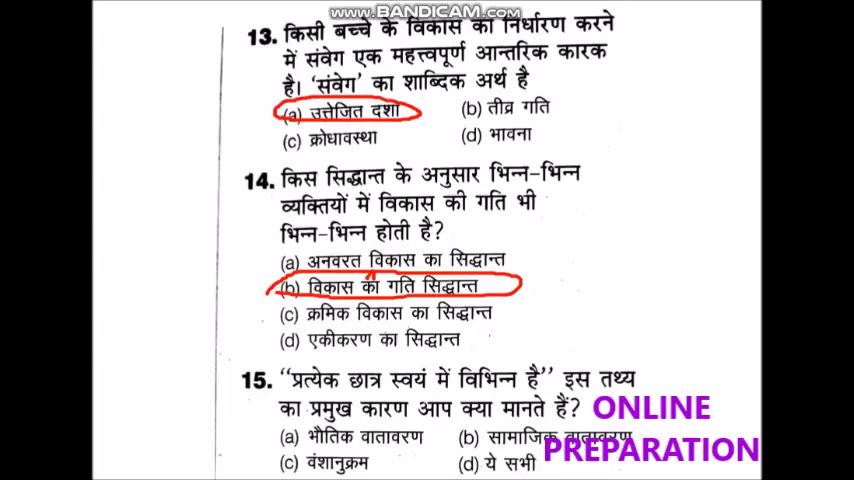 www.BANDICAM.com
13. किसी बच्चे के विकास का निर्धारण करने
में संवेग एक महत्त्वपूर्ण आन्तरिक कारक
है। ‘संवेग’ का शाब्दिक अर्थ है
(a) उत्तेजित दशा (b) तीव्र गति
(c) क्रोधावस्था (d) भावना
14. किस सिद्धान्त के अनुसार भिन्न-भिन्न
व्यक्तियों में विकास की गति भी
भिन्न-भिन्न होती है?
(a) अनवरत विकास का सिद्धान्त
(b) विकास का गति सिद्धान्त
(c) क्रमिक विकास का सिद्धान्त
(d) एकीकरण का सिद्धान्त
15. “प्रत्येक छात्र स्वयं में विभिन्न है” इस तथ्य
का प्रमुख कारण आप क्या मानते हैं?
(a) भौतिक वातावरण (b) सामाजिक वातावरण
(c) वंशानुक्रम (d) ये सभी
ONLINE
PREPARATION